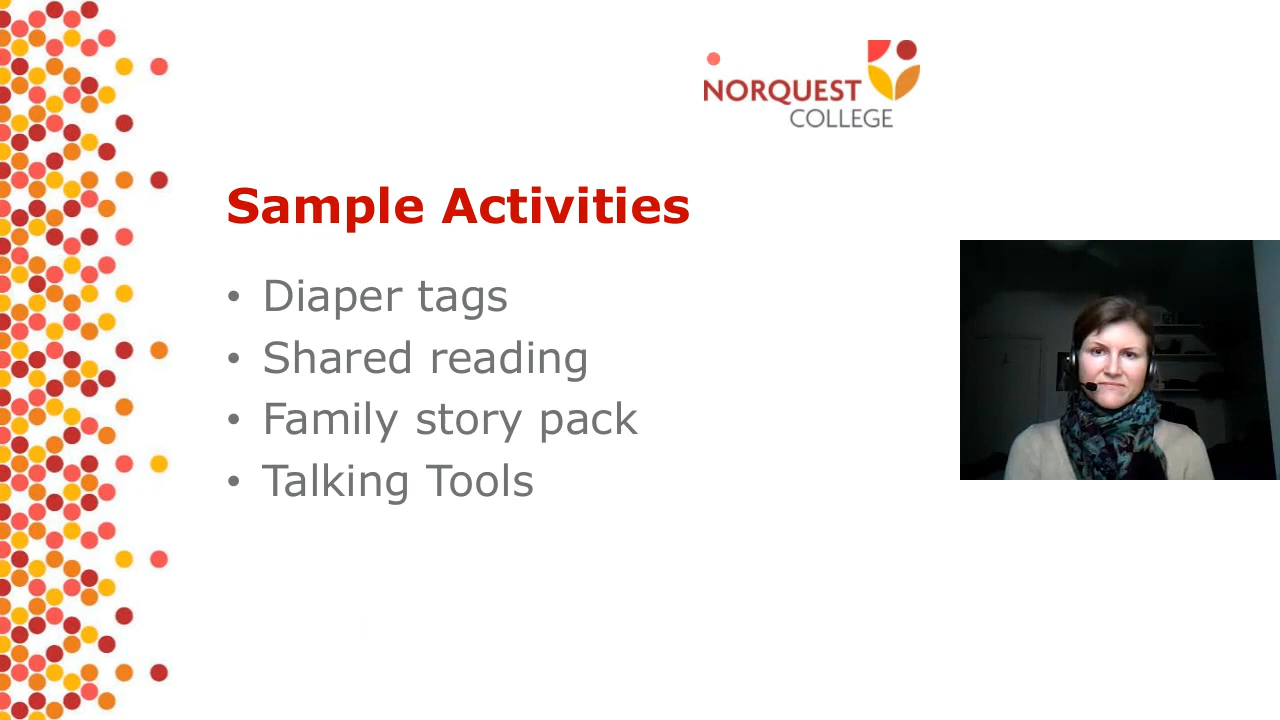 NORQUEST
COLLEGE
Sample Activities
• Diaper tags
• Shared reading
• Family story pack
• Talking Tools